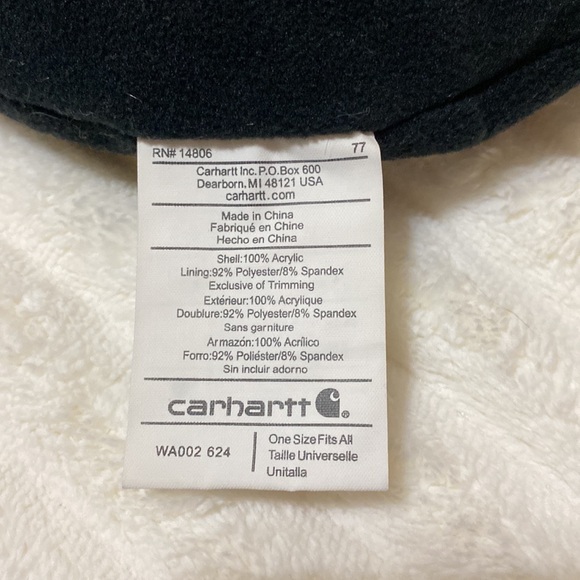 RN# 14806 77
Carhartt Inc. P.O.Box 600
Dearborn.MI 48121 USA
carhartt.com
Made in China
Fabriqué en Chine
Hecho en China
Shell:100% Acrylic
Lining:92% Polyester/8% Spandex
Exclusive of Trimming
Extérieur:100% Acrylique
Doublure:92% Polyester/8% Spandex
Sans garniture
Armazón:100% Acrílico
Forro:92% Poliéster/8% Spandex
Sin incluir adorno
carhartt ®
WA002 624
One Size Fits All
Taille Universelle
Unitalla